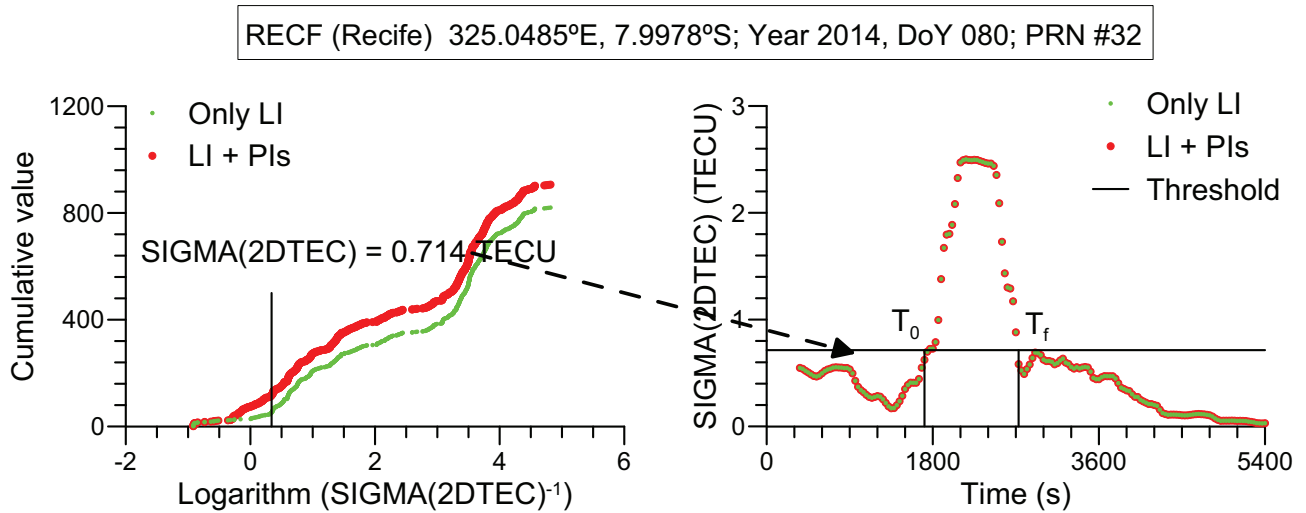 RECF (Recife) 325.0485ºE, 7.9978ºS; Year 2014, DoY 080; PRN #32
Only LI
LI + PIs
SIGMA(2DTEC) = 0.714 TECU
Cumulative value
1200
800
400
0
-2 0 2 4 6
Logarithm (SIGMA(2DTEC)⁻¹)
Only LI
LI + PIs
Threshold
SIGMA(2DTEC) (TECU)
3
2
1
0
T₀ T_f
0 1800 3600 5400
Time (s)